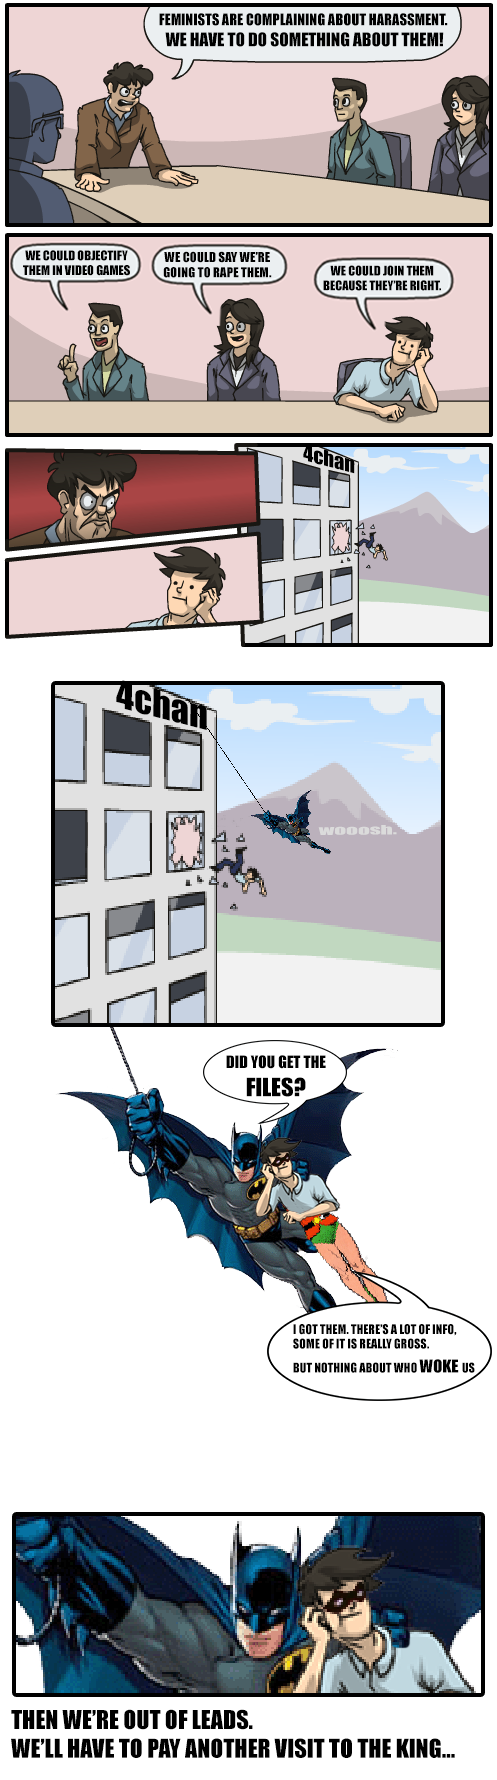 FEMINISTS ARE COMPLAINING ABOUT HARASSMENT.
WE HAVE TO DO SOMETHING ABOUT THEM!
WE COULD OBJECTIFY
THEM IN VIDEO GAMES
WE COULD SAY WE'RE
GOING TO RAPE THEM.
WE COULD JOIN THEM
BECAUSE THEY'RE RIGHT.
4chan
4chan
wooosh.
DID YOU GET THE
FILES?
I GOT THEM. THERE'S A LOT OF INFO,
SOME OF IT IS REALLY GROSS.
BUT NOTHING ABOUT WHO WOKE US
THEN WE'RE OUT OF LEADS.
WE'LL HAVE TO PAY ANOTHER VISIT TO THE KING...